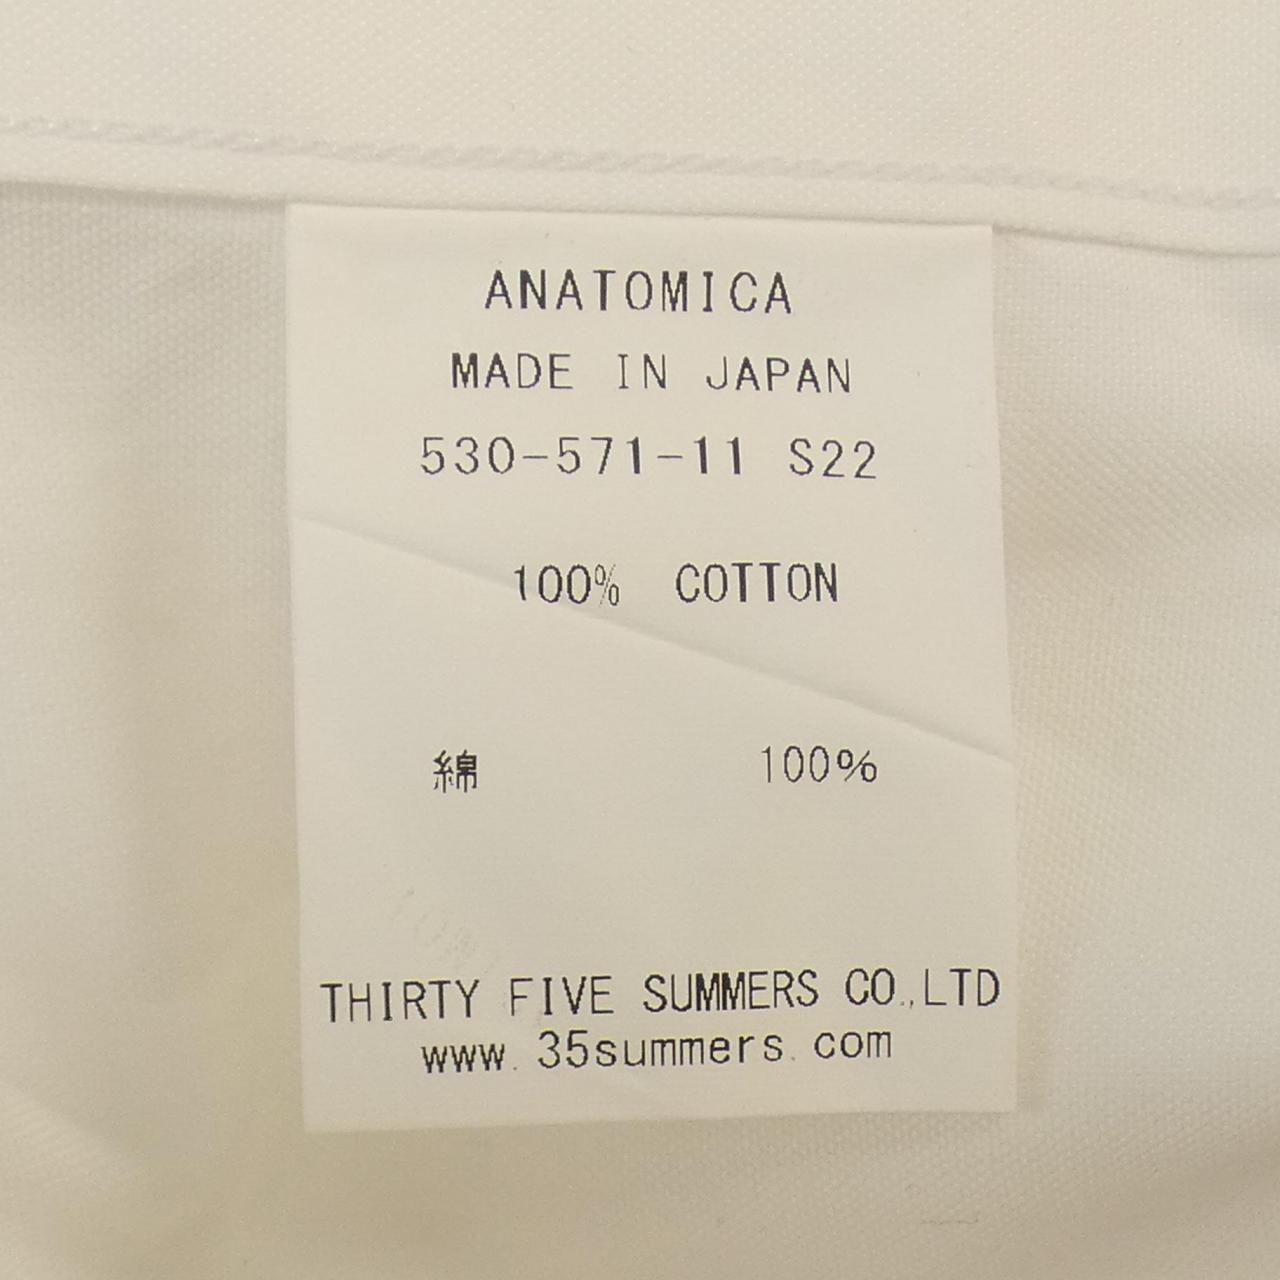 ANATOMICA
MADE IN JAPAN
530-571-11 S22
100% COTTON
綿 100%
THIRTY FIVE SUMMERS CO.,LTD
www.35summers.com